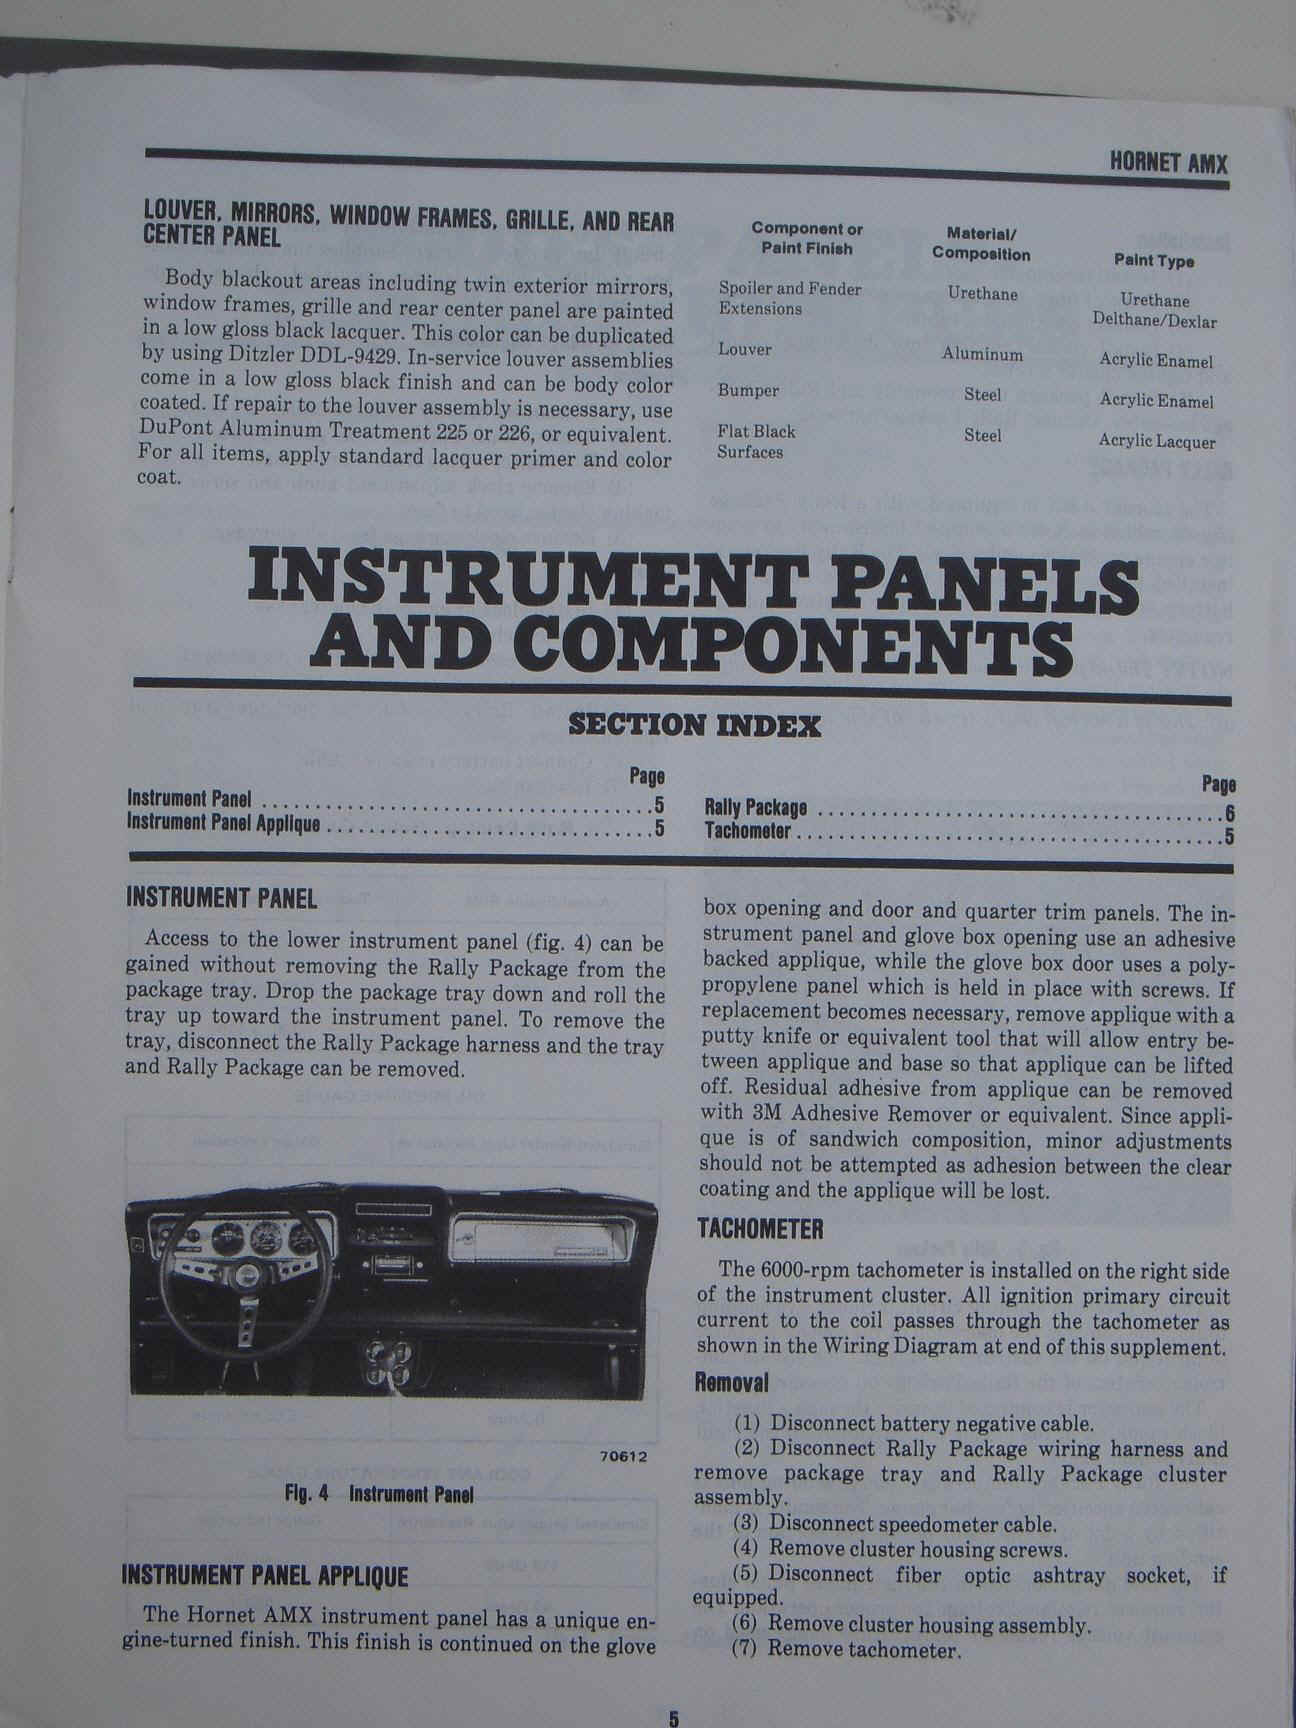 HORNET AMX
LOUVER, MIRRORS, WINDOW FRAMES, GRILLE, AND REAR
CENTER PANEL
Body blackout areas including twin exterior mirrors,
window frames, grille and rear center panel are painted
in a low gloss black lacquer. This color can be duplicated
by using Ditzler DDL-9429. In-service louver assemblies
come in a low gloss black finish and can be body color
coated. If repair to the louver assembly is necessary, use
DuPont Aluminum Treatment 225 or 226, or equivalent.
For all items, apply standard lacquer primer and color
coat.
Component or Material/
Paint Finish Composition Paint Type
Spoiler and Fender Urethane Urethane
Extensions Delthane/Dexlar
Louver Aluminum Acrylic Enamel
Bumper Steel Acrylic Enamel
Flat Black Steel Acrylic Lacquer
Surfaces
INSTRUMENT PANELS
AND COMPONENTS
SECTION INDEX
Page
Instrument Panel ..................................... 5
Instrument Panel Applique ............................... 5
Page
Rally Package ....................................... 6
Tachometer ......................................... 5
INSTRUMENT PANEL
Access to the lower instrument panel (fig. 4) can be
gained without removing the Rally Package from the
package tray. Drop the package tray down and roll the
tray up toward the instrument panel. To remove the
tray, disconnect the Rally Package harness and the tray
and Rally Package can be removed.
70612
Fig. 4 Instrument Panel
INSTRUMENT PANEL APPLIQUE
The Hornet AMX instrument panel has a unique en-
gine-turned finish. This finish is continued on the glove
box opening and door and quarter trim panels. The in-
strument panel and glove box opening use an adhesive
backed applique, while the glove box door uses a poly-
propylene panel which is held in place with screws. If
replacement becomes necessary, remove applique with a
putty knife or equivalent tool that will allow entry be-
tween applique and base so that applique can be lifted
off. Residual adhesive from applique can be removed
with 3M Adhesive Remover or equivalent. Since appli-
que is of sandwich composition, minor adjustments
should not be attempted as adhesion between the clear
coating and the applique will be lost.
TACHOMETER
The 6000-rpm tachometer is installed on the right side
of the instrument cluster. All ignition primary circuit
current to the coil passes through the tachometer as
shown in the Wiring Diagram at end of this supplement.
Removal
(1) Disconnect battery negative cable.
(2) Disconnect Rally Package wiring harness and
remove package tray and Rally Package cluster
assembly.
(3) Disconnect speedometer cable.
(4) Remove cluster housing screws.
(5) Disconnect fiber optic ashtray socket, if
equipped.
(6) Remove cluster housing assembly.
(7) Remove tachometer.
5